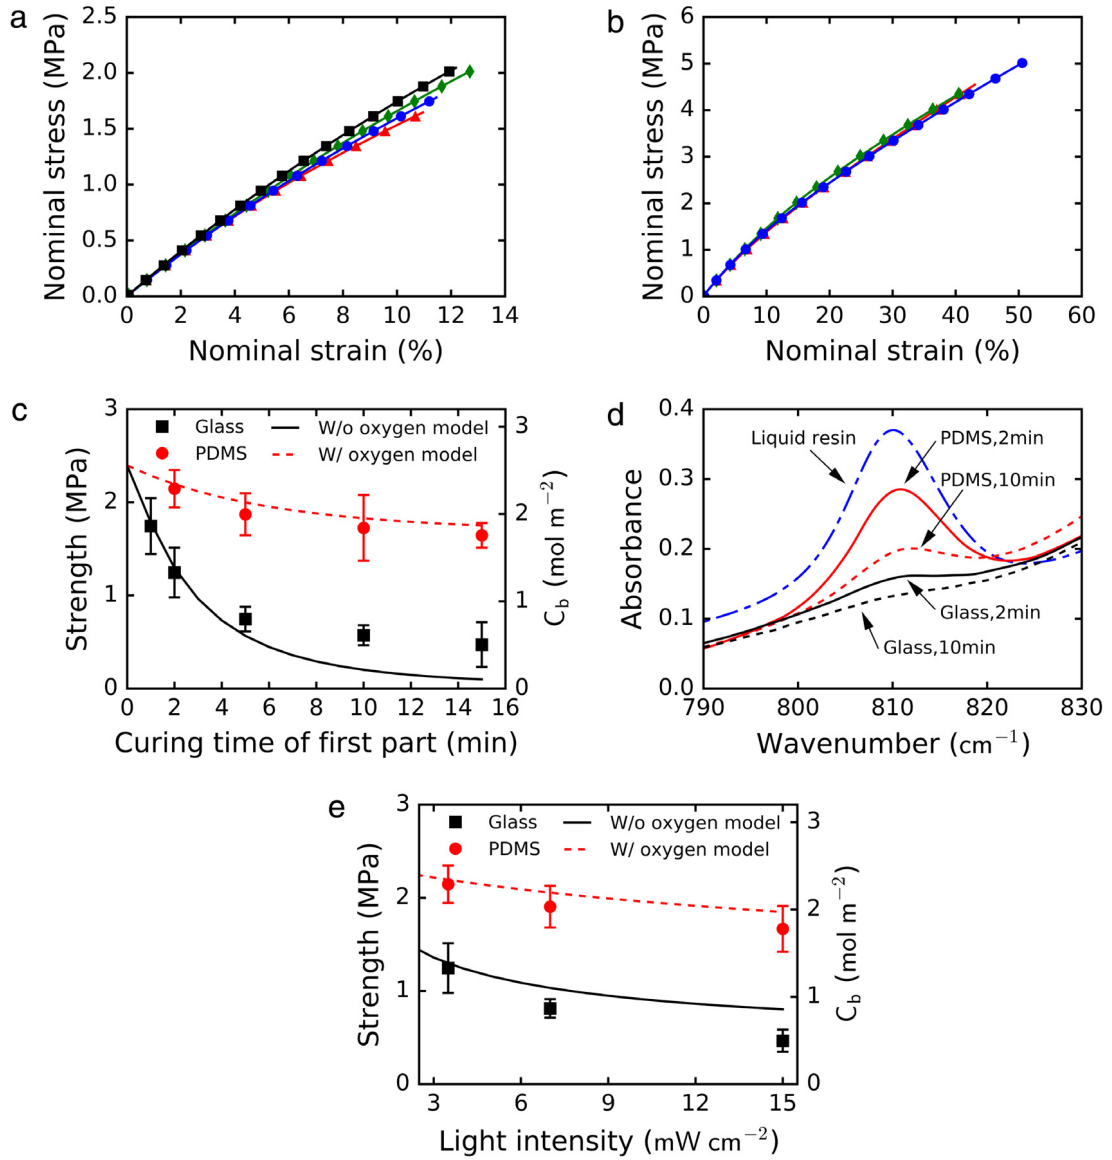 a
2.5
2.0
1.5
1.0
0.5
0.0
0 2 4 6 8 10 12 14
Nominal stress (MPa)
Nominal strain (%)
b
6
5
4
3
2
1
0
0 10 20 30 40 50 60
Nominal stress (MPa)
Nominal strain (%)
c
3
2
1
0
0 2 4 6 8 10 12 14 16
3
2
1
0
Strength (MPa)
Glass
W/o oxygen model
PDMS
W/ oxygen model
C_b (mol m⁻²)
Curing time of first part (min)
d
0.4
0.3
0.2
0.1
0.0
790 800 810 820 830
Absorbance
Liquid resin
PDMS,2min
PDMS,10min
Glass,2min
Glass,10min
Wavenumber (cm⁻¹)
e
3
2
1
0
3 6 9 12 15
3
2
1
0
Strength (MPa)
Glass
W/o oxygen model
PDMS
W/ oxygen model
C_b (mol m⁻²)
Light intensity (mW cm⁻²)